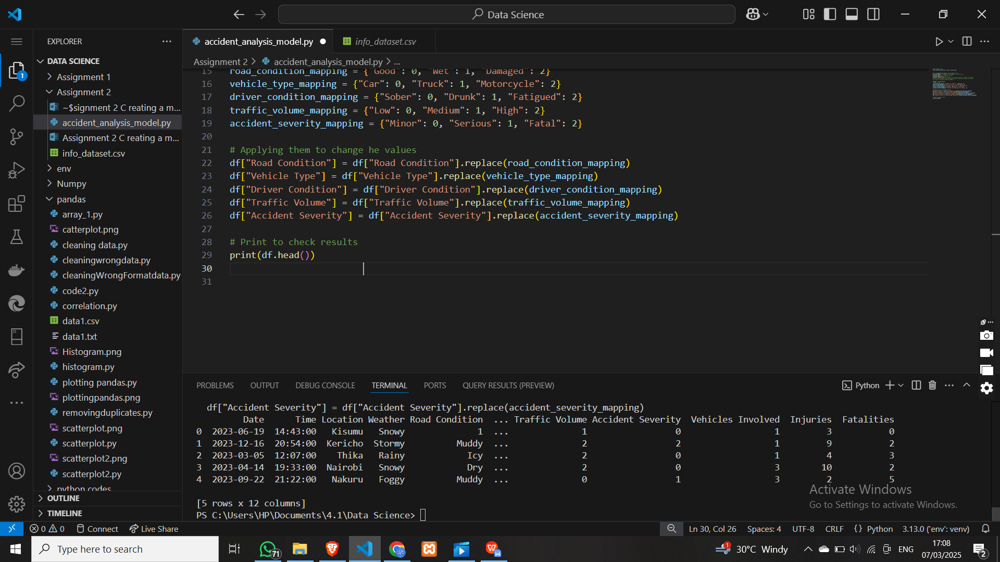 Data Science
EXPLORER
DATA SCIENCE
Assignment 1
Assignment 2
~$signment 2 C reating a m...
accident_analysis_model.py
Assignment 2 C reating a m...
info_dataset.csv
env
Numpy
pandas
array_1.py
catterplot.png
cleaning data.py
cleaningwrongdata.py
cleaningWrongFormatdata.py
code2.py
correlation.py
data1.csv
data1.txt
Histogram.png
histogram.py
plotting pandas.py
plottingpandas.png
removingduplicates.py
scatterplot.png
scatterplot.py
scatterplot2.png
scatterplot2.py
python codes
OUTLINE
TIMELINE
accident_analysis_model.py
info_dataset.csv
Assignment 2 > accident_analysis_model.py > ...
15 road_condition_mapping = {"Good": 0, "Wet": 1, "Damaged": 2}
16 vehicle_type_mapping = {"Car": 0, "Truck": 1, "Motorcycle": 2}
17 driver_condition_mapping = {"Sober": 0, "Drunk": 1, "Fatigued": 2}
18 traffic_volume_mapping = {"Low": 0, "Medium": 1, "High": 2}
19 accident_severity_mapping = {"Minor": 0, "Serious": 1, "Fatal": 2}
20
21 # Applying them to change he values
22 df["Road Condition"] = df["Road Condition"].replace(road_condition_mapping)
23 df["Vehicle Type"] = df["Vehicle Type"].replace(vehicle_type_mapping)
24 df["Driver Condition"] = df["Driver Condition"].replace(driver_condition_mapping)
25 df["Traffic Volume"] = df["Traffic Volume"].replace(traffic_volume_mapping)
26 df["Accident Severity"] = df["Accident Severity"].replace(accident_severity_mapping)
27
28 # Print to check results
29 print(df.head())
30
31
PROBLEMS OUTPUT DEBUG CONSOLE TERMINAL PORTS QUERY RESULTS (PREVIEW)
Python
df["Accident Severity"] = df["Accident Severity"].replace(accident_severity_mapping)
Date Time Location Weather Road Condition ... Traffic Volume Accident Severity Vehicles Involved Injuries Fatalities
0 2023-06-19 14:43:00 Kisumu Snowy 1 ... 1 0 1 3 0
1 2023-12-16 20:54:00 Kericho Stormy Muddy ... 2 2 1 9 2
2 2023-03-05 12:07:00 Thika Rainy Icy ... 2 0 1 4 3
3 2023-04-14 19:33:00 Nairobi Snowy Dry ... 2 0 3 10 2
4 2023-09-22 21:22:00 Nakuru Foggy Muddy ... 0 1 3 2 5
[5 rows x 12 columns]
PS C:\Users\HP\Documents\4.1\Data Science>
Activate Windows
Go to Settings to activate Windows.
0 0 Connect Live Share
Ln 30, Col 26 Spaces: 4 UTF-8 CRLF {} Python 3.13.0 ('env': venv)
Type here to search
71
1
30°C Windy
ENG
17:08
07/03/2025
2